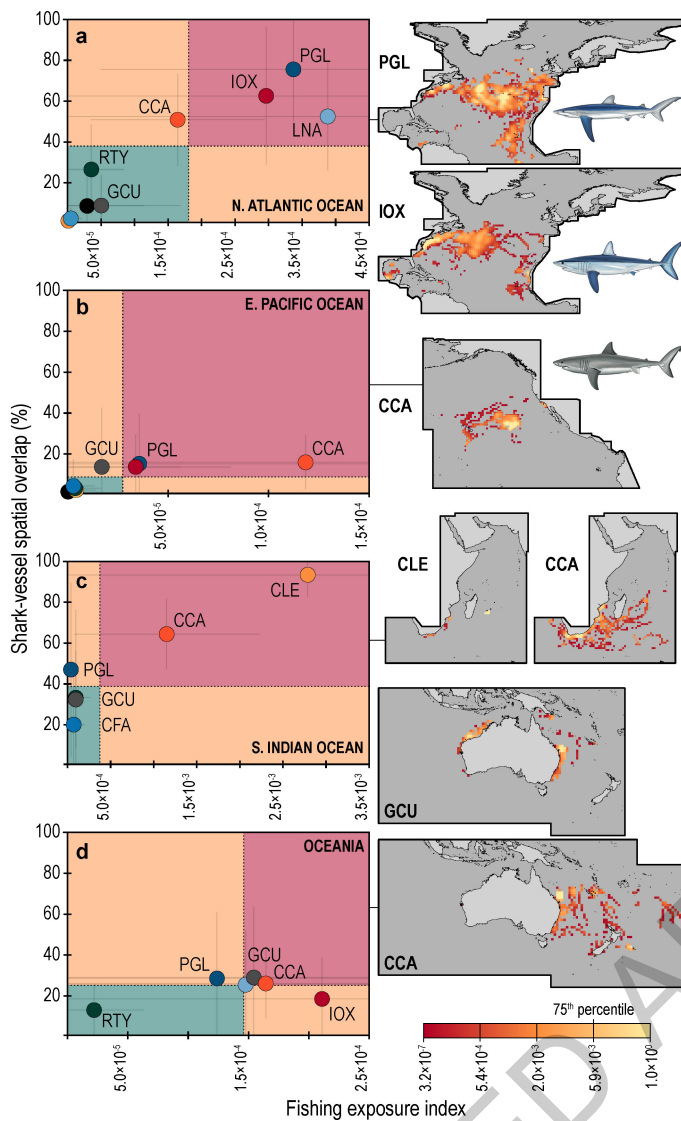 a
100
80
60
40
20
PGL
IOX
CCA
LNA
RTY
GCU
N. ATLANTIC OCEAN
5.0×10⁻⁵
1.5×10⁻⁴
2.5×10⁻⁴
3.5×10⁻⁴
4.5×10⁻⁴
PGL
IOX
b
100
80
60
40
20
E. PACIFIC OCEAN
GCU
PGL
CCA
5.0×10⁻⁵
1.0×10⁻⁴
1.5×10⁻⁴
CCA
Shark-vessel spatial overlap (%)
c
100
80
60
40
20
CLE
CCA
PGL
GCU
CFA
S. INDIAN OCEAN
5.0×10⁻⁴
1.5×10⁻³
2.5×10⁻³
3.5×10⁻³
CLE
CCA
GCU
d
100
80
60
40
20
OCEANIA
PGL
GCU
CCA
RTY
IOX
5.0×10⁻⁵
1.5×10⁻⁴
2.5×10⁻⁴
CCA
75th percentile
3.2×10⁻⁷
5.4×10⁻⁴
2.0×10⁻³
5.9×10⁻³
1.0×10⁰
Fishing exposure index